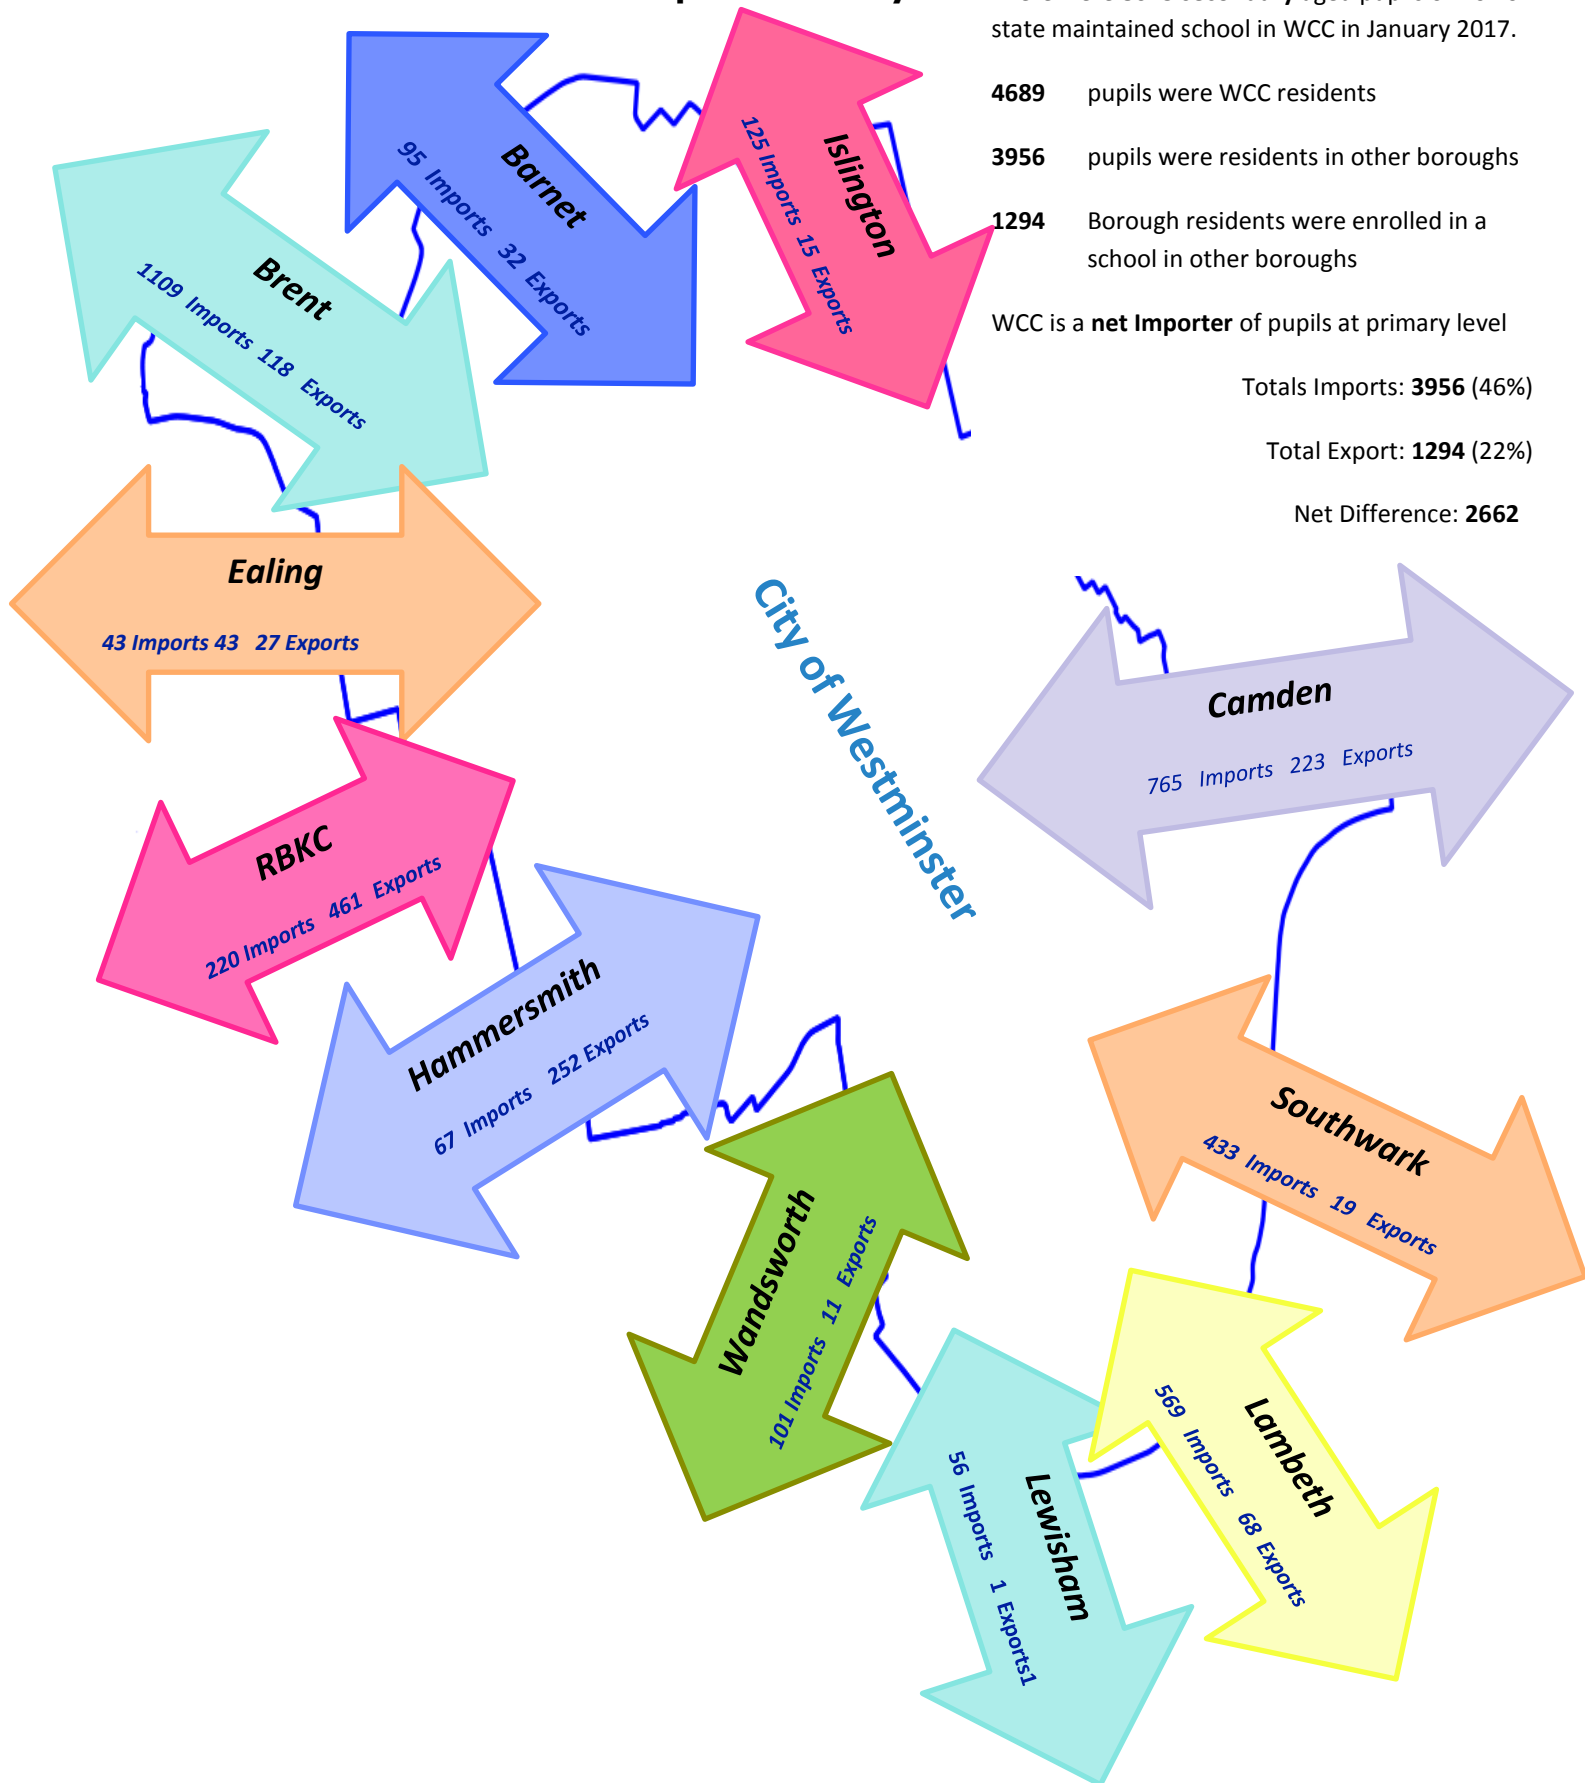 state maintained school in WCC in January 2017.
4689 pupils were WCC residents
3956 pupils were residents in other boroughs
1294 Borough residents were enrolled in a
school in other boroughs
WCC is a net Importer of pupils at primary level
Totals Imports: 3956 (46%)
Total Export: 1294 (22%)
Net Difference: 2662
Islington
125 Imports 15 Exports
Barnet
95 Imports 32 Exports
Brent
1109 Imports 118 Exports
Ealing
43 Imports 43 27 Exports
City of Westminster
Camden
765 Imports 223 Exports
RBKC
220 Imports 461 Exports
Hammersmith
67 Imports 252 Exports
Southwark
433 Imports 19 Exports
Wandsworth
101 Imports 11 Exports
Lambeth
569 Imports 68 Exports
Lewisham
56 Imports 1 Exports1